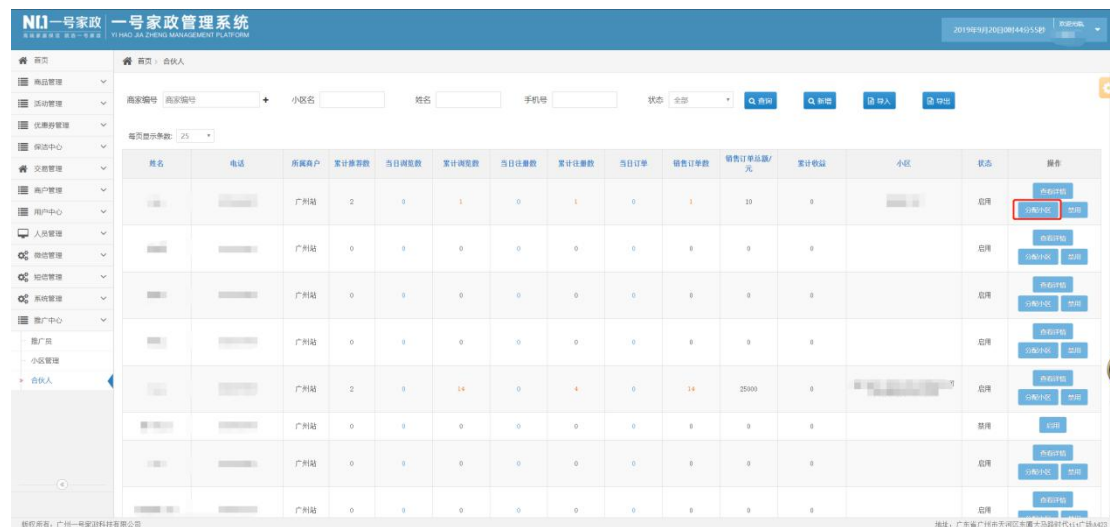 一号家政 一号家政管理系统
YI HAO JIA ZHENG MANAGEMENT PLATFORM
2019年9月20日0时44分55秒 欢迎光临,
首页
商品管理
活动管理
优惠券管理
保洁中心
交易管理
商户管理
用户中心
人员管理
微信管理
短信管理
系统管理
推广中心
推广员
小区管理
合伙人
首页 合伙人
商家编号 商家编号 + 小区名 姓名 手机号 状态 全部 查询 新增 导入 导出
每页显示条数: 25
姓名 电话 所属商户 累计推荐数 当日浏览数 累计浏览数 当日注册数 累计注册数 当日订单 销售订单数 销售订单总额/元 累计收益 小区 状态 操作
广州站 2 0 1 0 1 0 1 10 0 启用 查看详情 分配小区 禁用
广州站 0 0 0 0 0 0 0 0 0 启用 查看详情 分配小区 禁用
广州站 0 0 0 0 0 0 0 0 0 启用 查看详情 分配小区 禁用
广州站 0 0 0 0 0 0 0 0 0 启用 查看详情 分配小区 禁用
广州站 2 0 14 0 4 0 14 25000 0 启用 查看详情 分配小区 禁用
广州站 0 0 0 0 0 0 0 0 0 禁用 启用
广州站 0 0 0 0 0 0 0 0 0 启用 查看详情 分配小区 禁用
广州站 0 0 0 0 0 0 0 0 0 启用 查看详情
版权所有: 广州一号家政科技有限公司